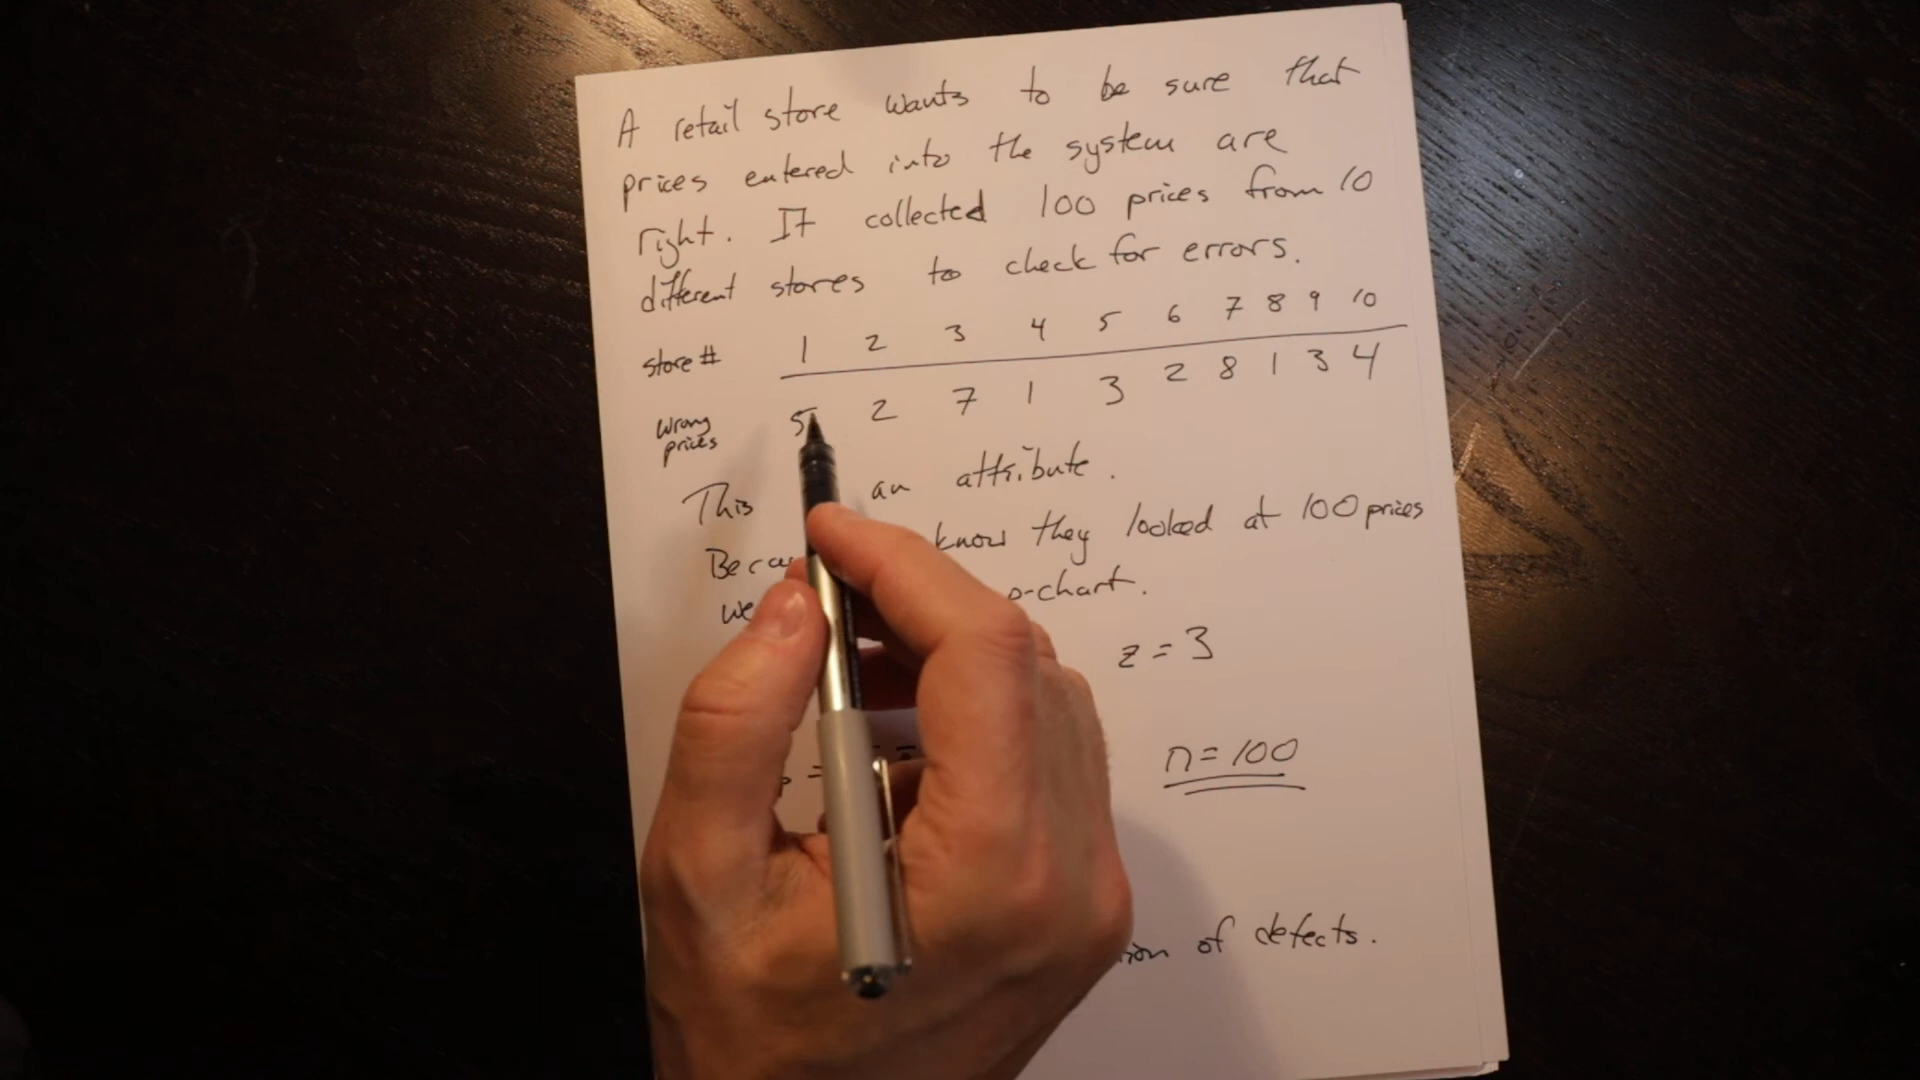 A retail store wants to be sure that
prices entered into the system are
right. It collected 100 prices from 10
different stores to check for errors.
store # 1 2 3 4 5 6 7 8 9 10
wrong prices 5 2 7 1 3 2 8 1 3 4
This an attribute.
know they looked at 100 prices
we p-chart.
z = 3
n = 100
of defects.